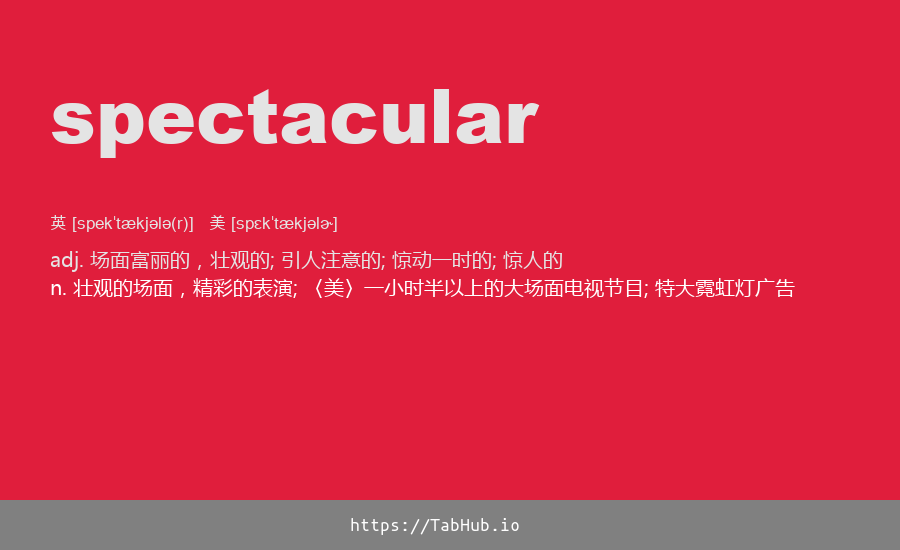 spectacular
英 [spekˈtækjələ(r)] 美 [spɛkˈtækjəlɚ]
adj. 场面富丽的，壮观的; 引人注意的; 惊动一时的; 惊人的
n. 壮观的场面，精彩的表演; 〈美〉一小时半以上的大场面电视节目; 特大霓虹灯广告
https://TabHub.io